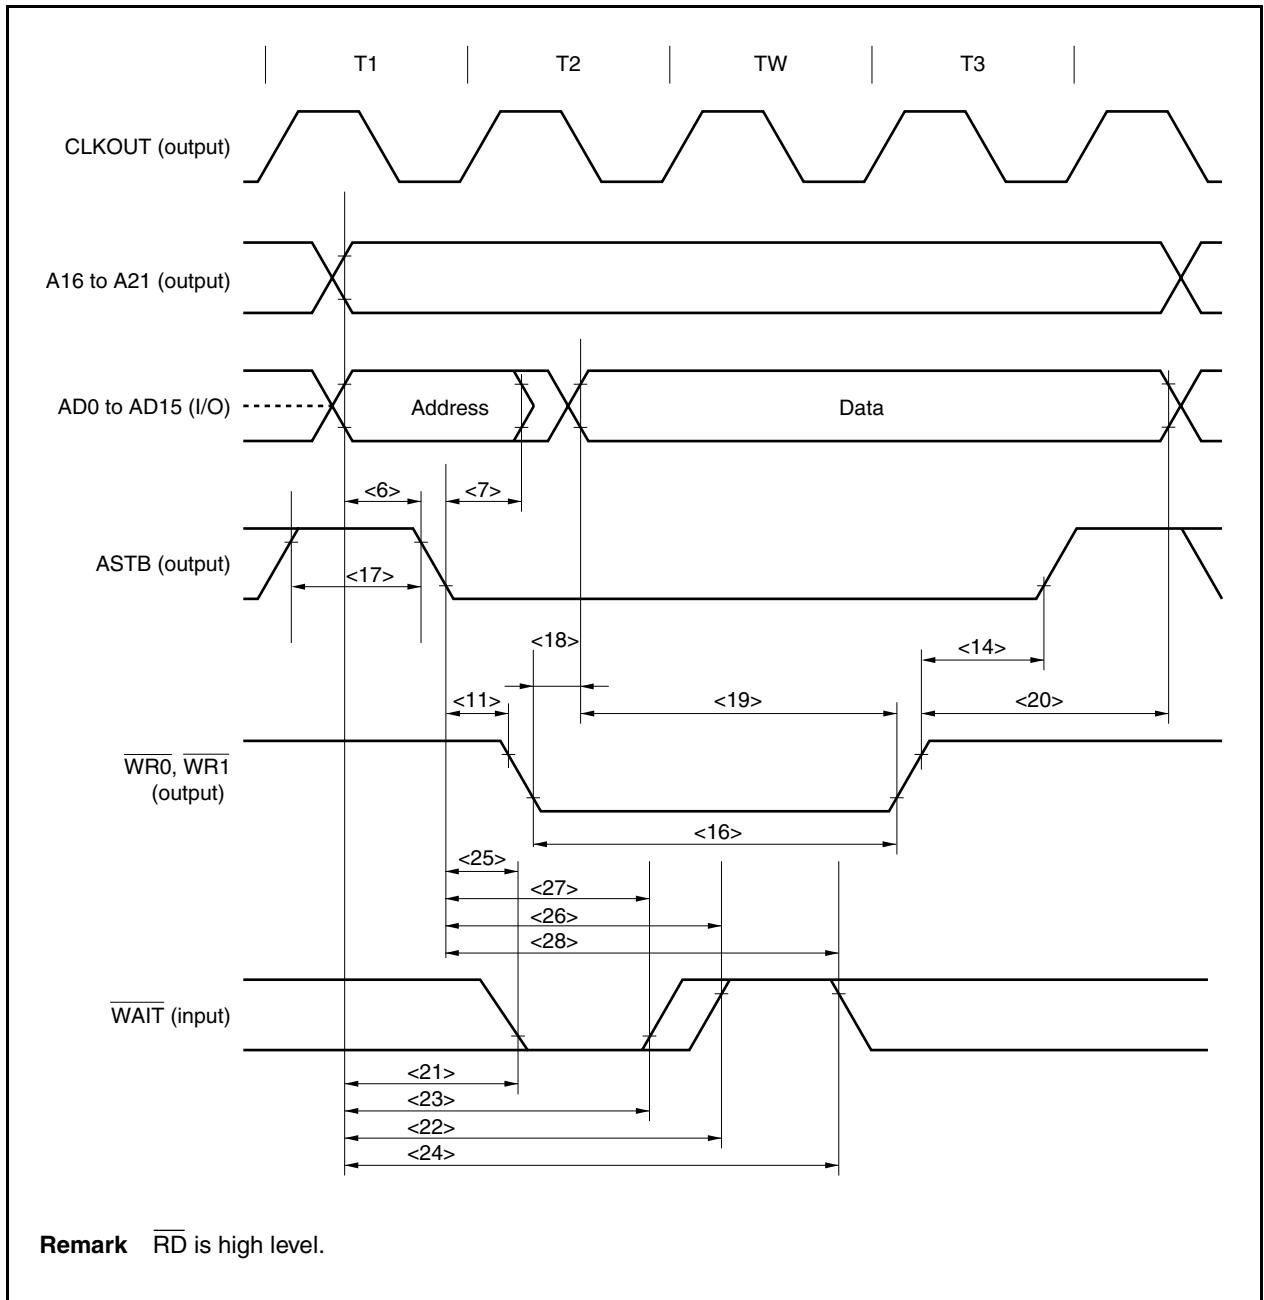 T1 T2 TW T3
CLKOUT (output)
A16 to A21 (output)
AD0 to AD15 (I/O) Address Data
<6> <7>
ASTB (output)
<17>
<18>
<14>
<11> <19> <20>
WR0, WR1
(output)
<16>
<25>
<27>
<26>
<28>
WAIT (input)
<21>
<23>
<22>
<24>
Remark RD is high level.